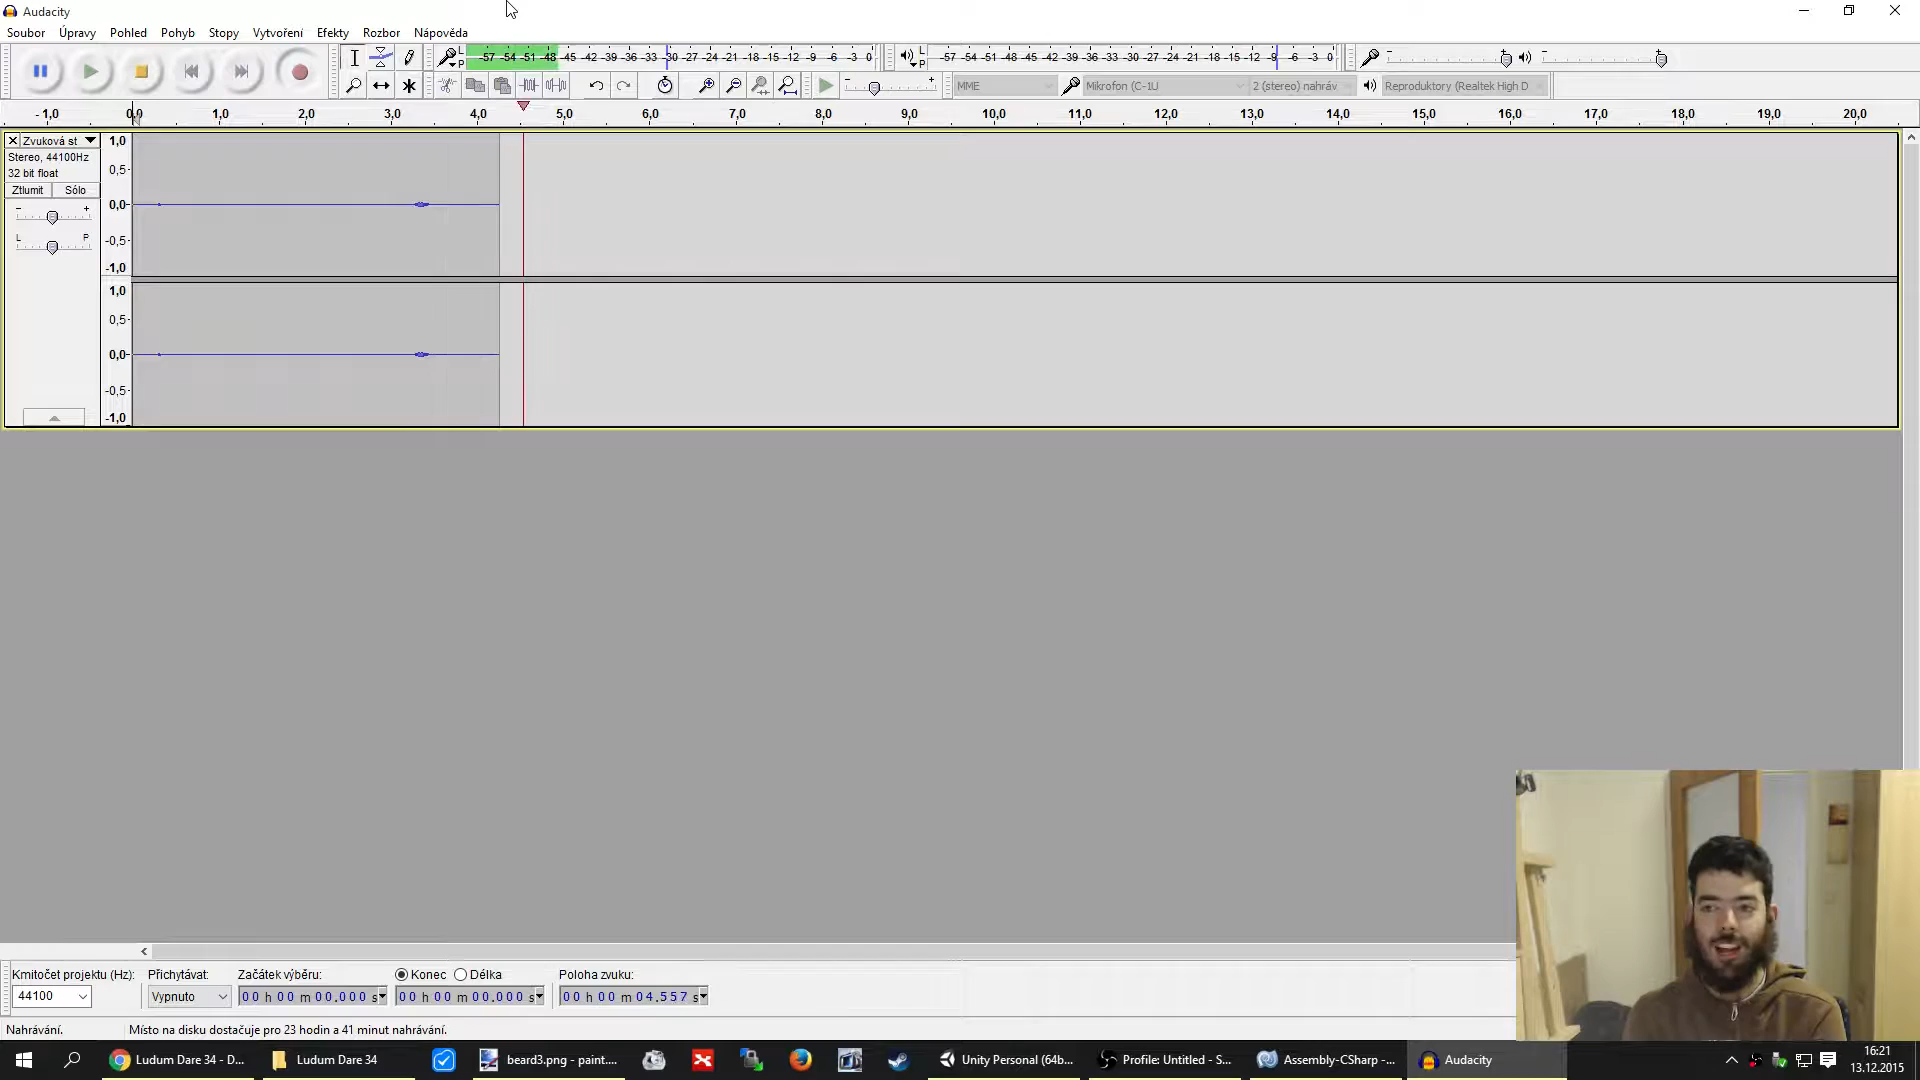 Audacity
Soubor Úpravy Pohled Pohyb Stopy Vytvoření Efekty Rozbor Nápověda
L P -57 -54 -51 -48 -45 -42 -39 -36 -33 -30 -27 -24 -21 -18 -15 -12 -9 -6 -3 0 L P -57 -54 -51 -48 -45 -42 -39 -36 -33 -30 -27 -24 -21 -18 -15 -12 -9 -6 -3 0
MME Mikrofon (C-1U 2 (stereo) nahráv Reproduktory (Realtek High D
-1,0 0,0 1,0 2,0 3,0 4,0 5,0 6,0 7,0 8,0 9,0 10,0 11,0 12,0 13,0 14,0 15,0 16,0 17,0 18,0 19,0 20,0
Zvuková st 1,0
Stereo, 44100Hz
32 bit float 0,5
Ztlumit Sólo
0,0
L P -0,5
-1,0
1,0
0,5
0,0
-0,5
-1,0
Kmitočet projektu (Hz): Přichytávat: Začátek výběru: Konec Délka Poloha zvuku:
44100 Vypnuto 00 h 00 m 00.000 s 00 h 00 m 00.000 s 00 h 00 m 04.557 s
Nahrávání. Místo na disku dostačuje pro 23 hodin a 41 minut nahrávání.
Ludum Dare 34 - D... Ludum Dare 34 beard3.png - paint.... Unity Personal (64b... Profile: Untitled - S... Assembly-CSharp -... Audacity
16:21
13.12.2015